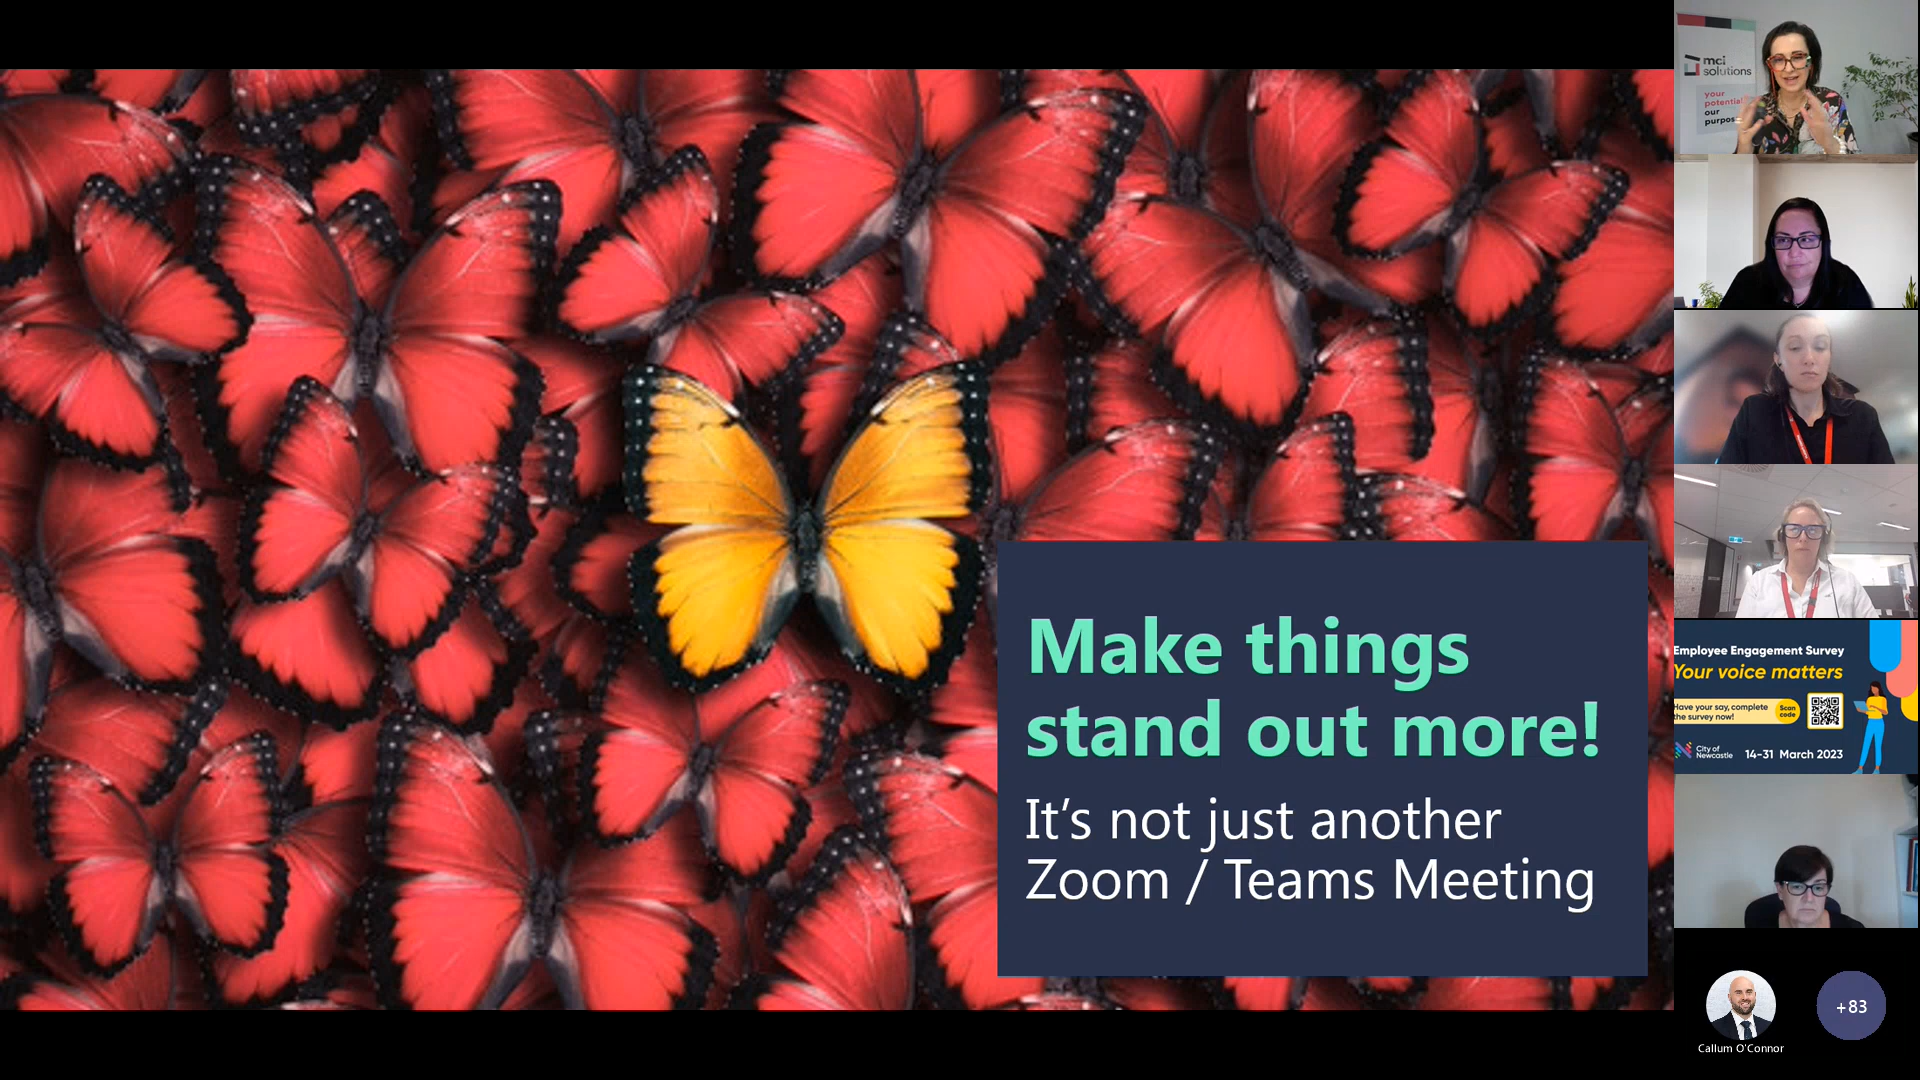 Make things
stand out more!
It's not just another
Zoom / Teams Meeting
mci
solutions
your
potential
our
purpose
Employee Engagement Survey
Your voice matters
Have your say, complete
the survey now!
Scan
code
City of
Newcastle
14-31 March 2023
+83
Callum O'Connor